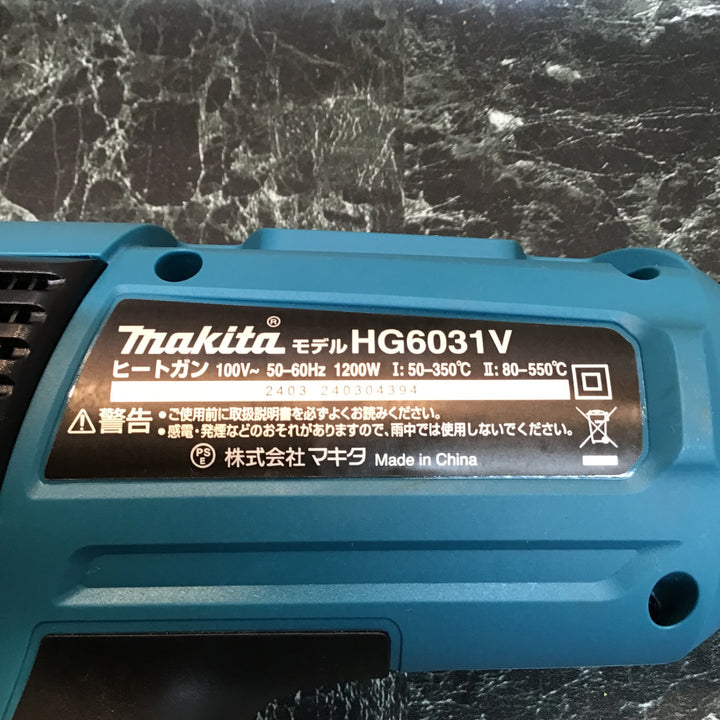 makita® モデル HG6031V
ヒートガン 100V~ 50-60Hz 1200W I: 50-350℃ II: 80-550℃
2403 240304394
警告 •ご使用前に取扱説明書を必ずよくお読みください。
•感電・発煙などのおそれがありますので、雨中では使用しないでください。
PSE 株式会社マキタ Made in China